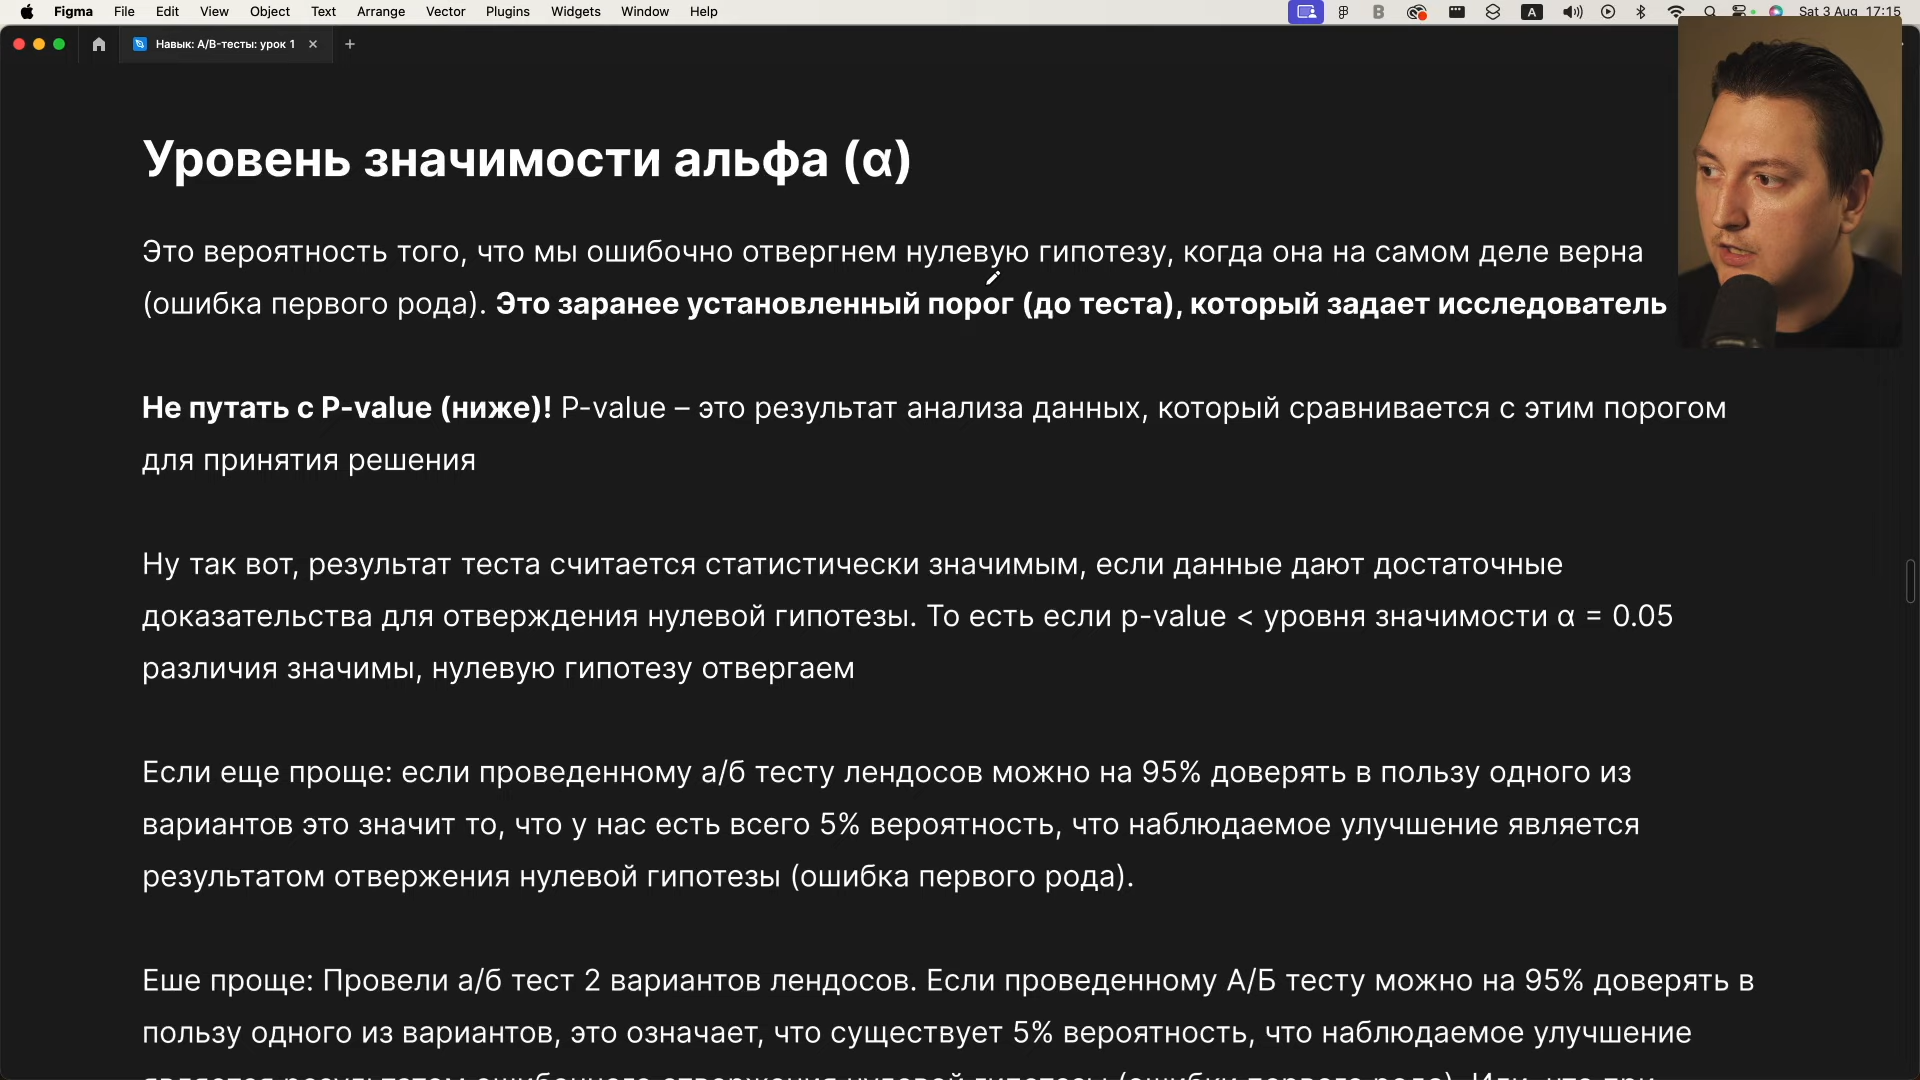 Figma File Edit View Object Text Arrange Vector Plugins Widgets Window Help A Sat 3 Aug 17:15
Навык: A/B-тесты: урок 1
Уровень значимости альфа (α)
Это вероятность того, что мы ошибочно отвергнем нулевую гипотезу, когда она на самом деле верна
(ошибка первого рода). Это заранее установленный порог (до теста), который задает исследователь
Не путать с P-value (ниже)! P-value – это результат анализа данных, который сравнивается с этим порогом
для принятия решения
Ну так вот, результат теста считается статистически значимым, если данные дают достаточные
доказательства для отверждения нулевой гипотезы. То есть если p-value < уровня значимости α = 0.05
различия значимы, нулевую гипотезу отвергаем
Если еще проще: если проведенному а/б тесту лендосов можно на 95% доверять в пользу одного из
вариантов это значит то, что у нас есть всего 5% вероятность, что наблюдаемое улучшение является
результатом отвержения нулевой гипотезы (ошибка первого рода).
Еше проще: Провели а/б тест 2 вариантов лендосов. Если проведенному А/Б тесту можно на 95% доверять в
пользу одного из вариантов, это означает, что существует 5% вероятность, что наблюдаемое улучшение